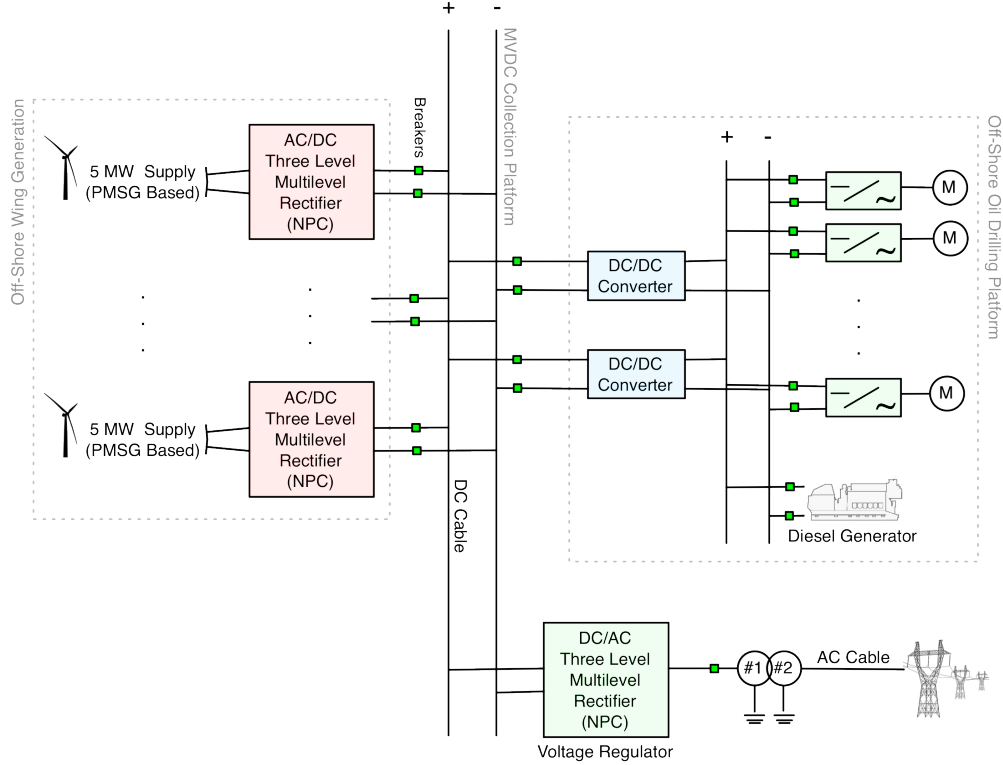 + -
MVDC Collection Platform
Off-Shore Wing Generation
Breakers
5 MW Supply
(PMSG Based)
AC/DC
Three Level
Multilevel
Rectifier
(NPC)
Off-Shore Oil Drilling Platform
+ -
M
M
DC/DC
Converter
DC/DC
Converter
M
5 MW Supply
(PMSG Based)
AC/DC
Three Level
Multilevel
Rectifier
(NPC)
DC Cable
Diesel Generator
DC/AC
Three Level
Multilevel
Rectifier
(NPC)
Voltage Regulator
#1 #2
AC Cable